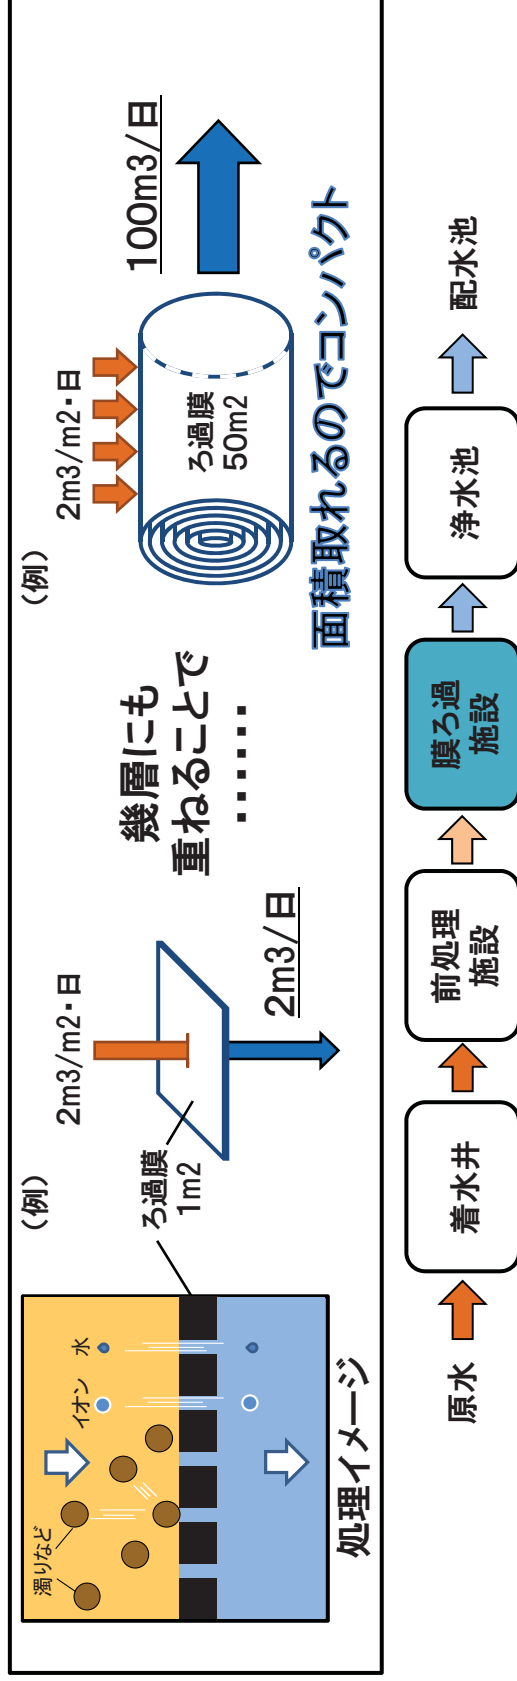 濁りなど
イオン
水
処理イメージ
（例）
2m3/m2・日
ろ過膜
1m2
2m3/日
幾層にも
重ねることで
・・・・・・
（例）
2m3/m2・日
ろ過膜
50m2
100m3/日
面積取れるのでコンパクト
原水
着水井
前処理
施設
膜ろ過
施設
浄水池
配水池